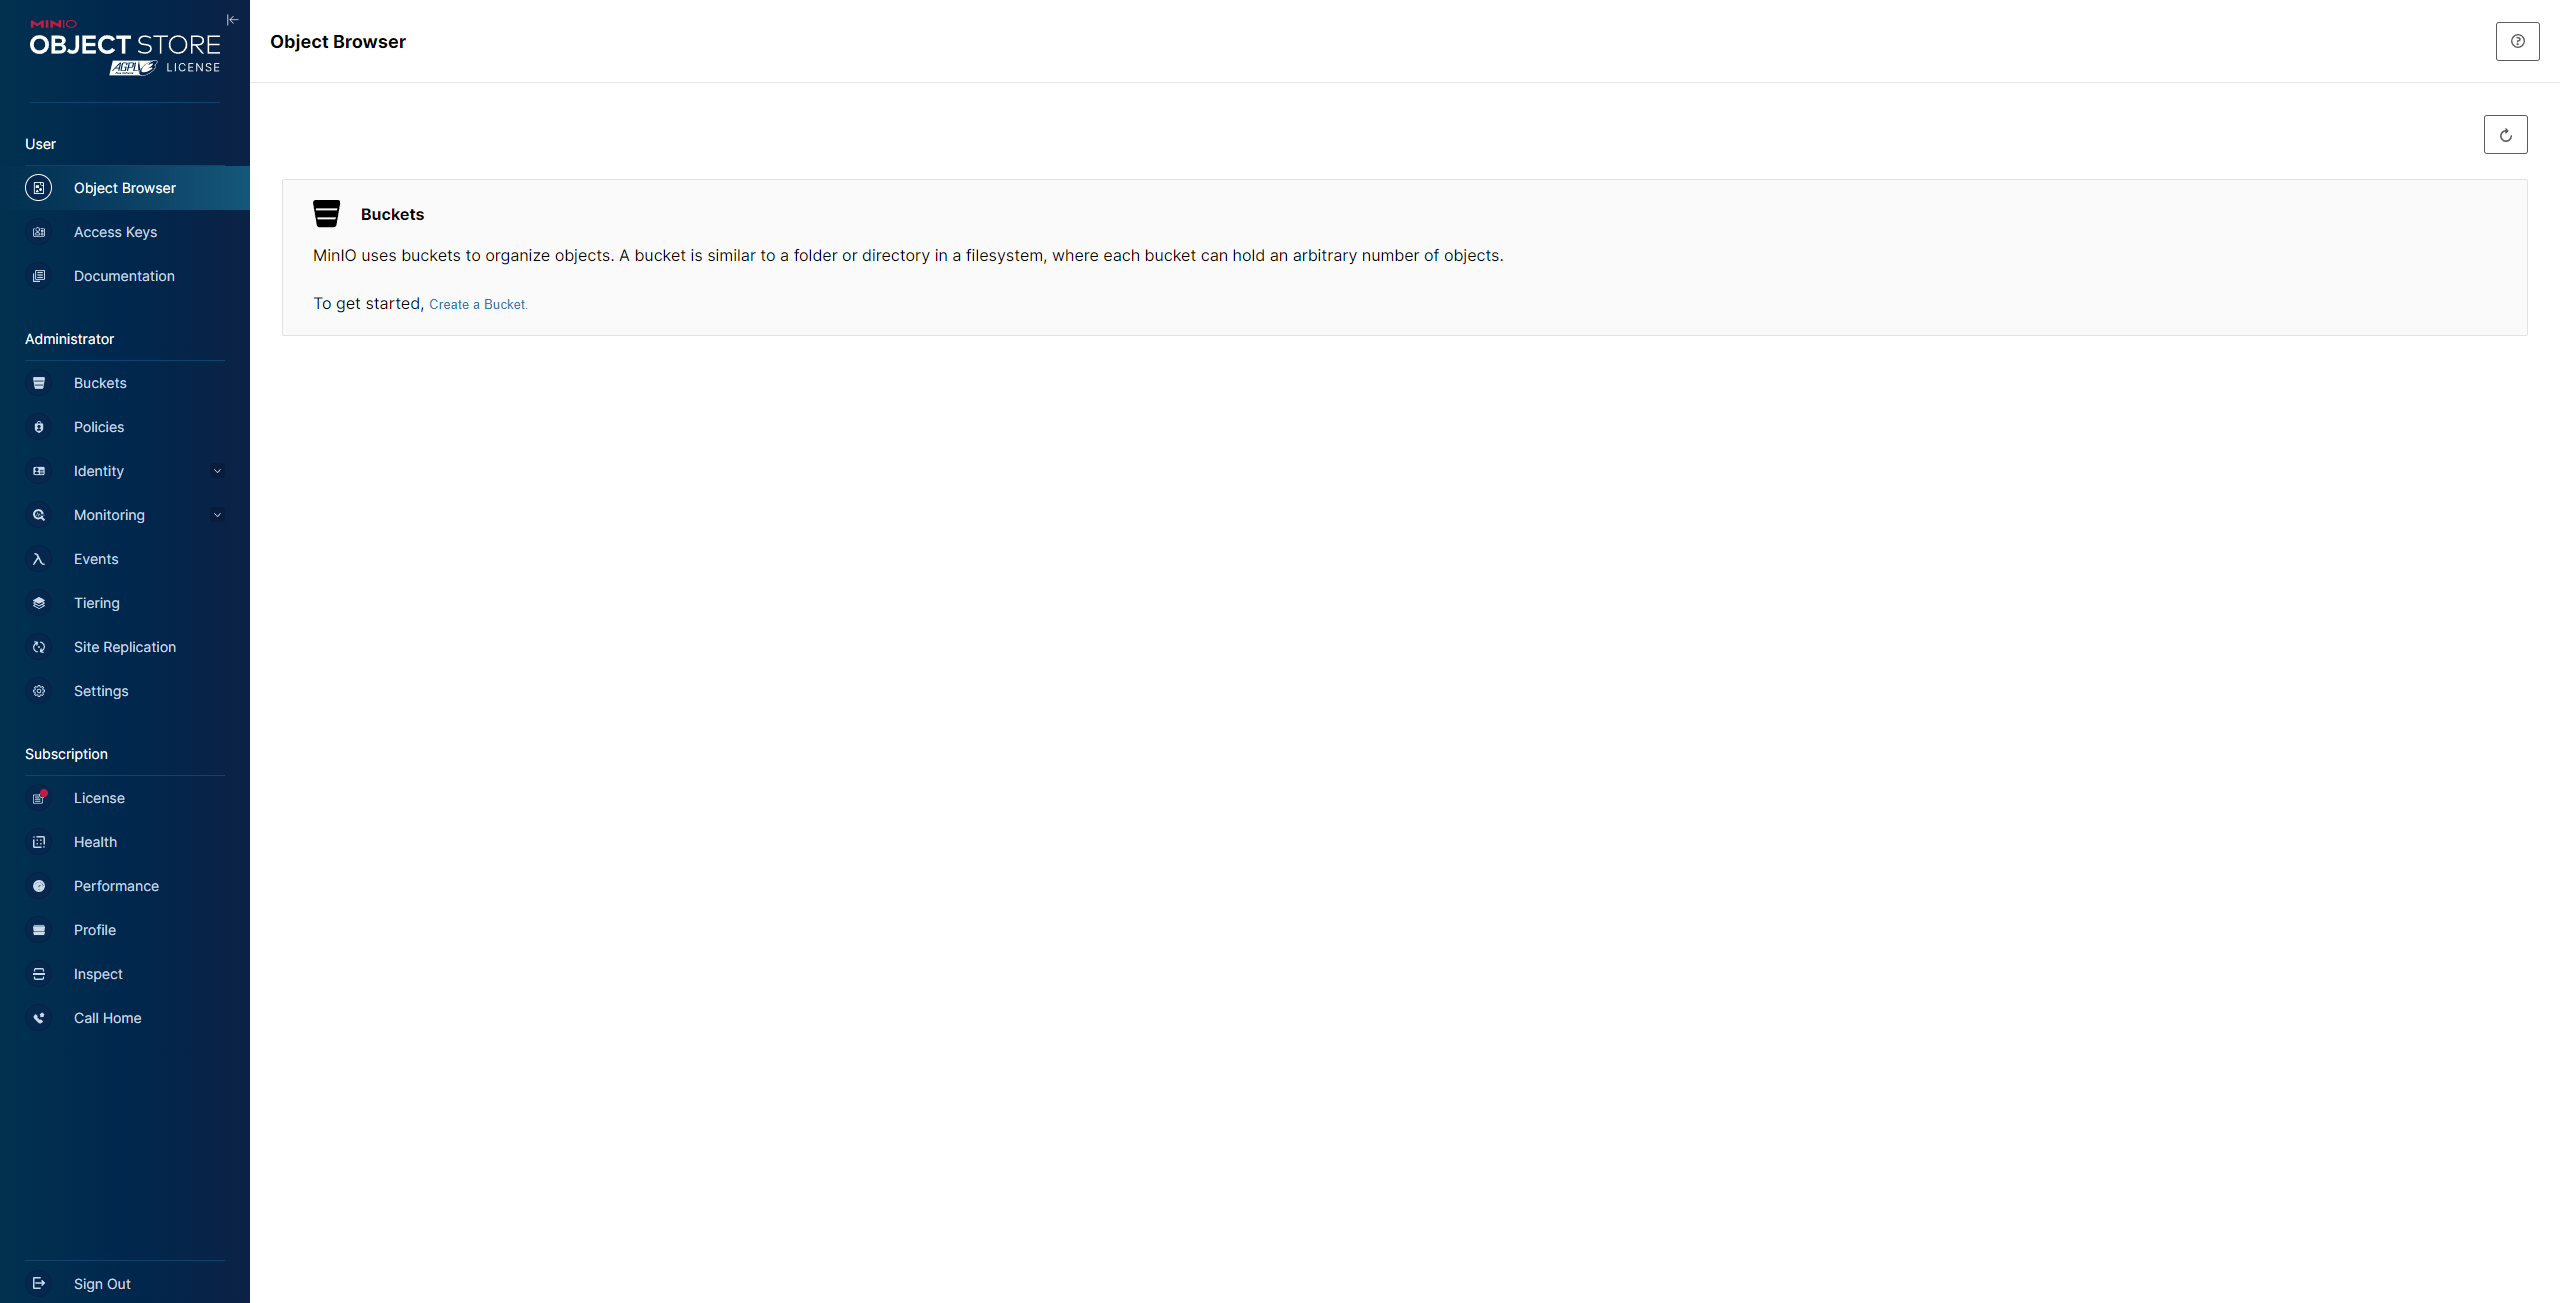 MINIO
OBJECT STORE
AGPLv3 LICENSE
User
Object Browser
Access Keys
Documentation
Administrator
Buckets
Policies
Identity
Monitoring
Events
Tiering
Site Replication
Settings
Subscription
License
Health
Performance
Profile
Inspect
Call Home
Sign Out
Object Browser
Buckets
MinIO uses buckets to organize objects. A bucket is similar to a folder or directory in a filesystem, where each bucket can hold an arbitrary number of objects.
To get started, Create a Bucket.